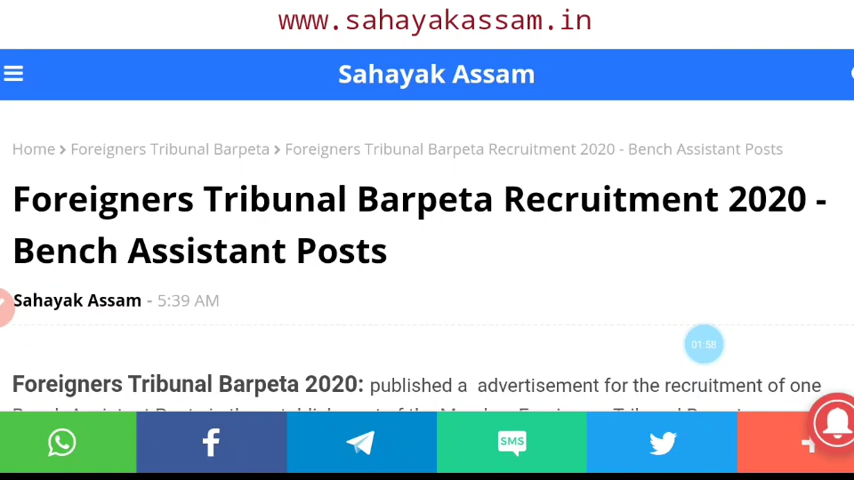 www.sahayakassam.in
Sahayak Assam
Home > Foreigners Tribunal Barpeta > Foreigners Tribunal Barpeta Recruitment 2020 - Bench Assistant Posts
Foreigners Tribunal Barpeta Recruitment 2020 -
Bench Assistant Posts
Sahayak Assam - 5:39 AM
01:58
Foreigners Tribunal Barpeta 2020: published a advertisement for the recruitment of one
SMS